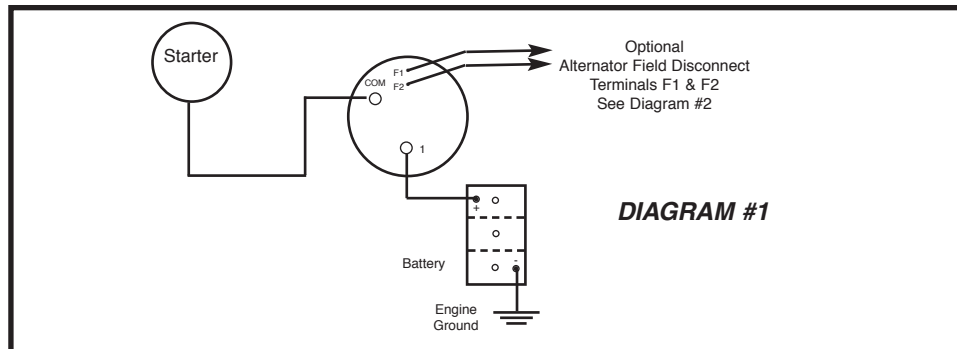 Starter
F1
COM
F2
Optional
Alternator Field Disconnect
Terminals F1 & F2
See Diagram #2
1
+
DIAGRAM #1
Battery
-
Engine
Ground